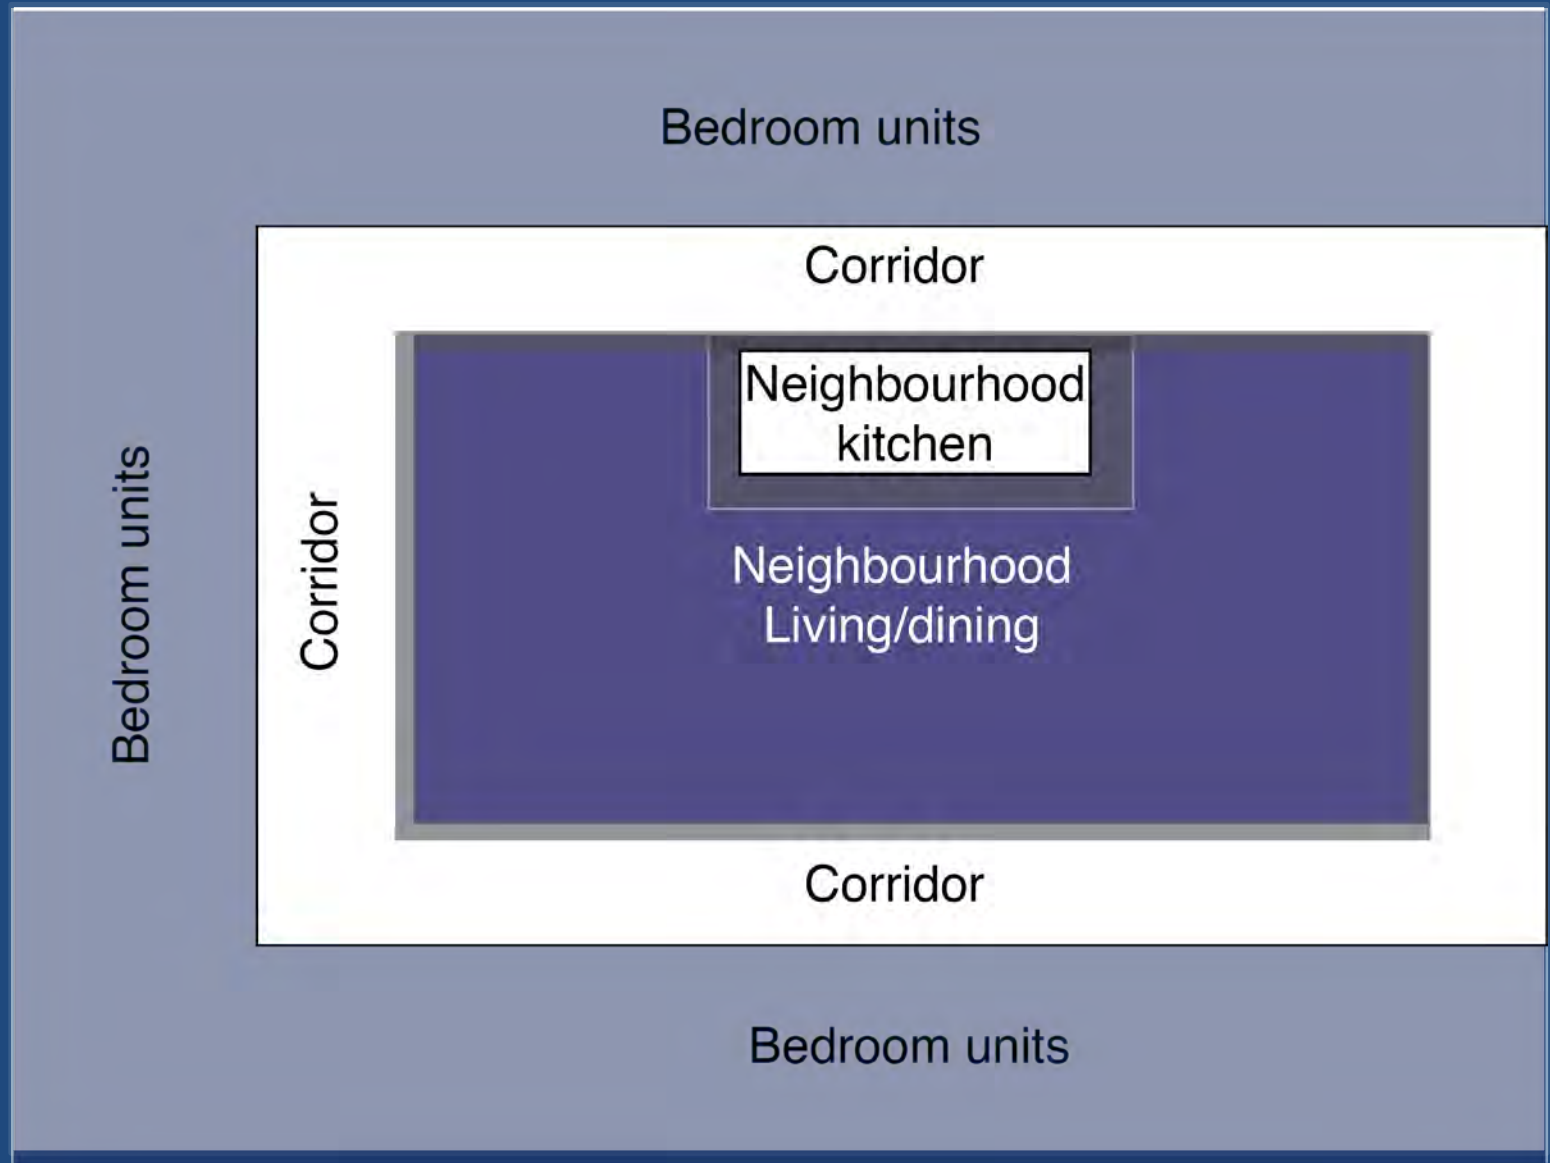 Bedroom units
Corridor
Neighbourhood
kitchen
Bedroom units
Corridor
Neighbourhood
Living/dining
Corridor
Bedroom units